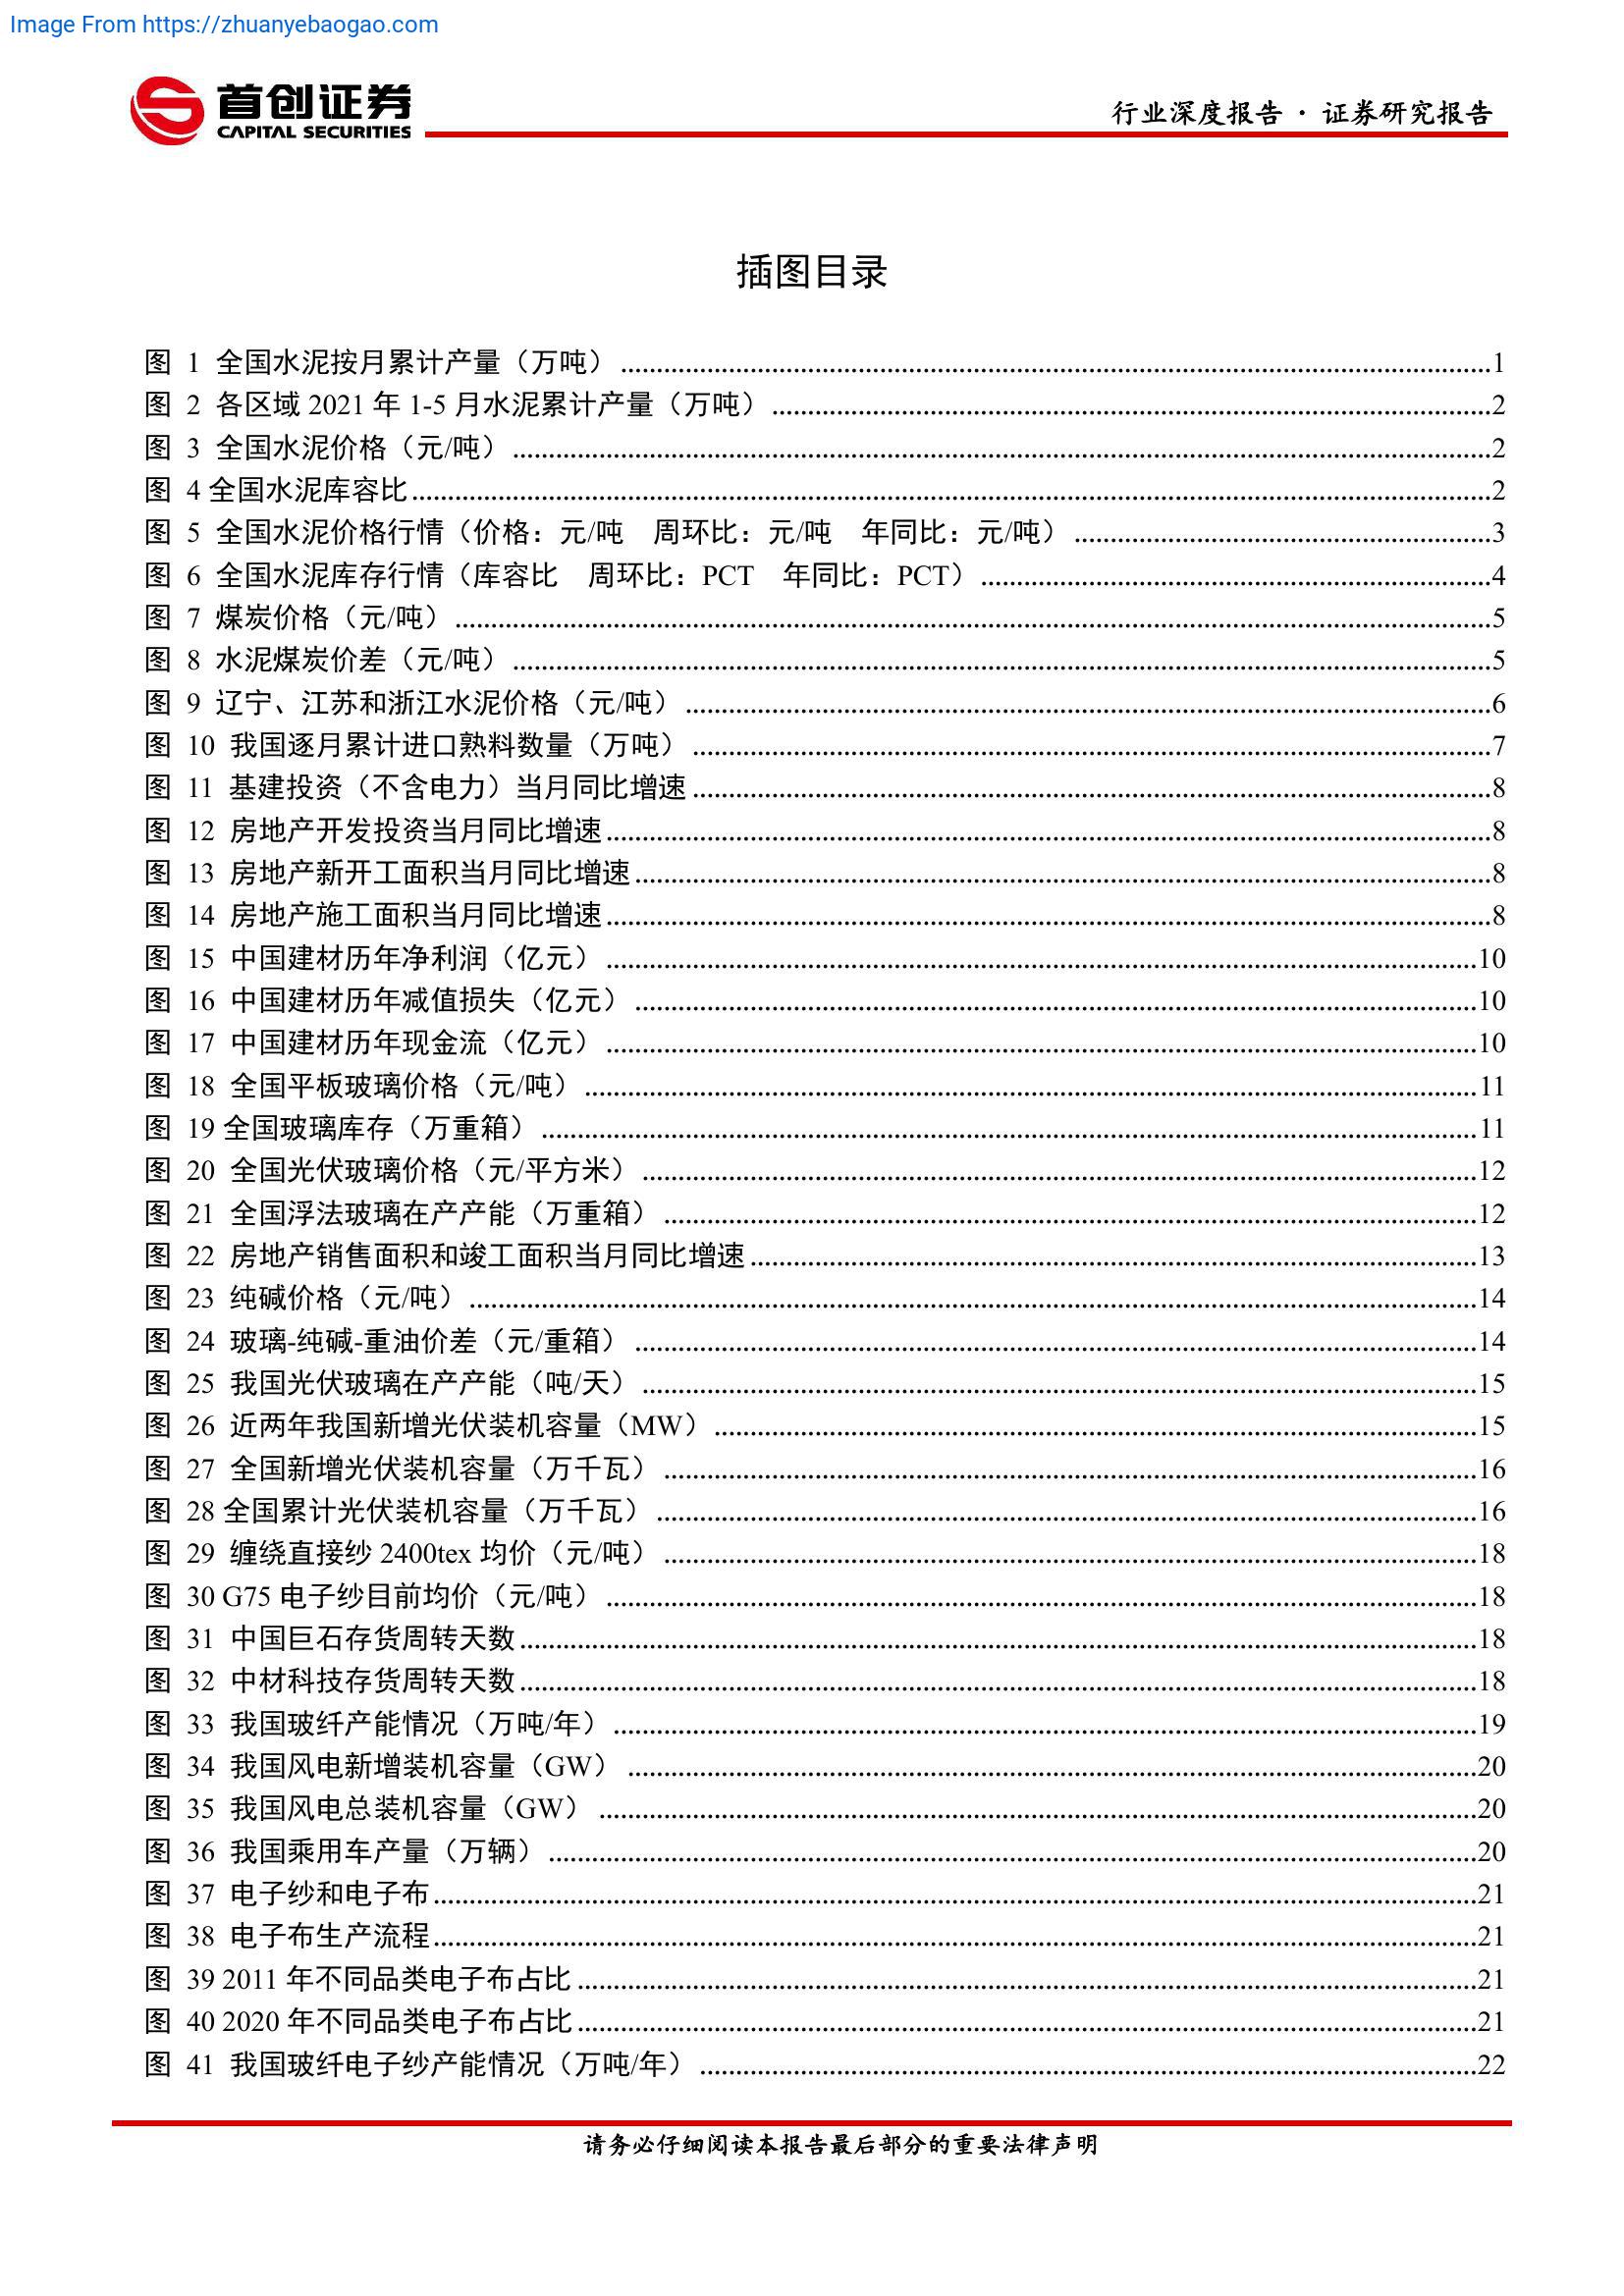 Image From https://zhuanyebaogao.com
首创证券
CAPITAL SECURITIES
行业深度报告 · 证券研究报告
插图目录
图 1 全国水泥按月累计产量（万吨）1
图 2 各区域 2021 年 1-5 月水泥累计产量（万吨）2
图 3 全国水泥价格（元/吨）2
图 4 全国水泥库容比2
图 5 全国水泥价格行情（价格：元/吨 周环比：元/吨 年同比：元/吨）3
图 6 全国水泥库存行情（库容比 周环比：PCT 年同比：PCT）4
图 7 煤炭价格（元/吨）5
图 8 水泥煤炭价差（元/吨）5
图 9 辽宁、江苏和浙江水泥价格（元/吨）6
图 10 我国逐月累计进口熟料数量（万吨）7
图 11 基建投资（不含电力）当月同比增速8
图 12 房地产开发投资当月同比增速8
图 13 房地产新开工面积当月同比增速8
图 14 房地产施工面积当月同比增速8
图 15 中国建材历年净利润（亿元）10
图 16 中国建材历年减值损失（亿元）10
图 17 中国建材历年现金流（亿元）10
图 18 全国平板玻璃价格（元/吨）11
图 19 全国玻璃库存（万重箱）11
图 20 全国光伏玻璃价格（元/平方米）12
图 21 全国浮法玻璃在产产能（万重箱）12
图 22 房地产销售面积和竣工面积当月同比增速13
图 23 纯碱价格（元/吨）14
图 24 玻璃-纯碱-重油价差（元/重箱）14
图 25 我国光伏玻璃在产产能（吨/天）15
图 26 近两年我国新增光伏装机容量（MW）15
图 27 全国新增光伏装机容量（万千瓦）16
图 28 全国累计光伏装机容量（万千瓦）16
图 29 缠绕直接纱 2400tex 均价（元/吨）18
图 30 G75 电子纱目前均价（元/吨）18
图 31 中国巨石存货周转天数18
图 32 中材科技存货周转天数18
图 33 我国玻纤产能情况（万吨/年）19
图 34 我国风电新增装机容量（GW）20
图 35 我国风电总装机容量（GW）20
图 36 我国乘用车产量（万辆）20
图 37 电子纱和电子布21
图 38 电子布生产流程21
图 39 2011 年不同品类电子布占比21
图 40 2020 年不同品类电子布占比21
图 41 我国玻纤电子纱产能情况（万吨/年）22
请务必仔细阅读本报告最后部分的重要法律声明